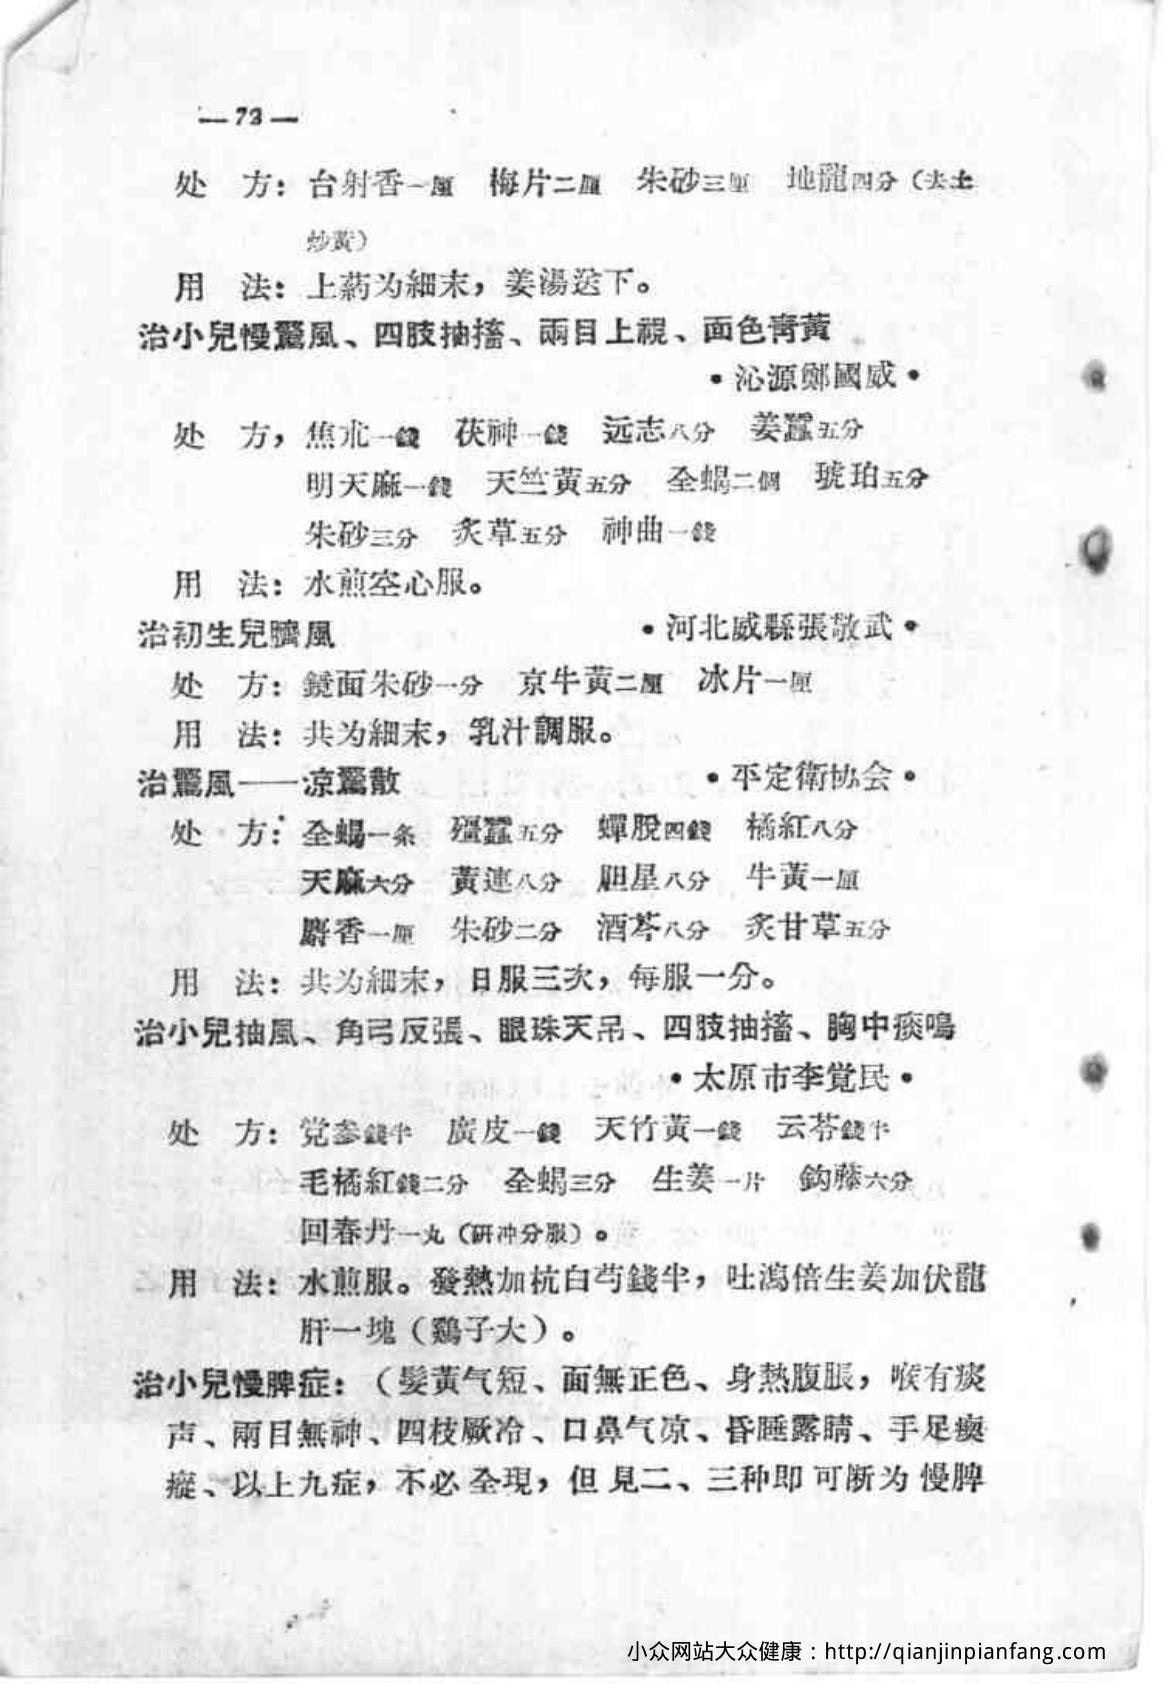 —73—
处　方：台射香一厘　梅片二厘　朱砂三厘　地龍四分（去土
炒黃）
用　法：上葯为細末，姜湯送下。
治小兒慢驚風、四肢抽搐、兩目上視、面色青黃
•沁源鄭國威•
处　方，焦朮一錢　茯神一錢　远志八分　姜蠶五分
明天麻一錢　天竺黃五分　全蝎二個　琥珀五分
朱砂三分　炙草五分　神曲一錢
用　法：水煎空心服。
治初生兒臍風　•河北威縣張敬武•
处　方：鏡面朱砂一分　京牛黃二厘　冰片一厘
用　法：共为細末，乳汁調服。
治驚風——凉驚散　•平定衛协会•
处　方：全蝎一条　殭蠶五分　蟬脫四錢　橘紅八分
天麻六分　黃連八分　胆星八分　牛黃一厘
麝香一厘　朱砂二分　酒芩八分　炙甘草五分
用　法：共为細末，日服三次，每服一分。
治小兒抽風、角弓反張、眼珠天吊、四肢抽搐、胸中痰鳴
•太原市李覚民•
处　方：党参錢半　廣皮一錢　天竹黃一錢　云苓錢半
毛橘紅錢二分　全蝎三分　生姜一片　鈎藤六分
回春丹一丸（研冲分服）。
用　法：水煎服。發熱加杭白芍錢半，吐瀉倍生姜加伏龍
肝一塊（鷄子大）。
治小兒慢脾症：（髮黃气短、面無正色、身熱腹脹，喉有痰
声、兩目無神、四枝厥冷、口鼻气凉、昏睡露睛、手足瘈
瘲、以上九症，不必全現，但見二、三种即可断为慢脾
小众网站大众健康：http://qianjinpianfang.com